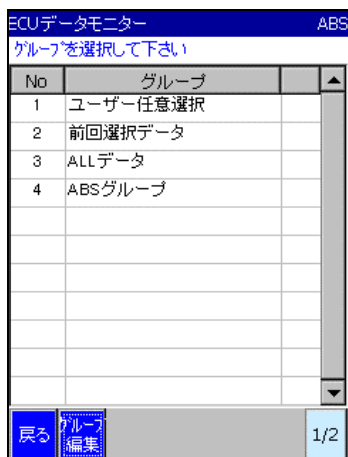 ECUデータモニター ABS
ｸﾞﾙｰﾌﾟを選択して下さい
No グループ
1 ユーザー任意選択
2 前回選択データ
3 ALLデータ
4 ABSグループ
戻る ｸﾞﾙｰﾌﾟ 1/2
編集